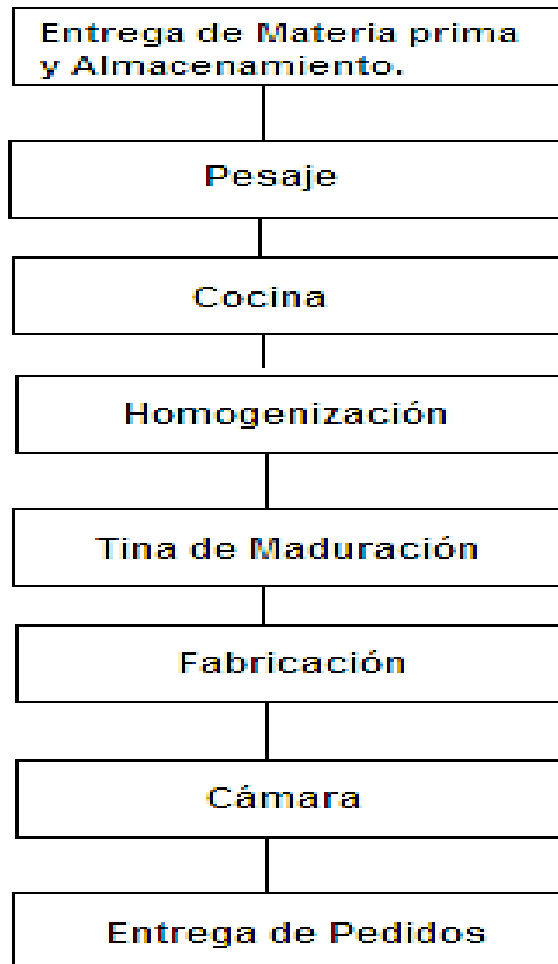 Entrega de Materia prima
y Almacenamiento.
Pesaje
Cocina
Homogenización
Tina de Maduración
Fabricación
Cámara
Entrega de Pedidos